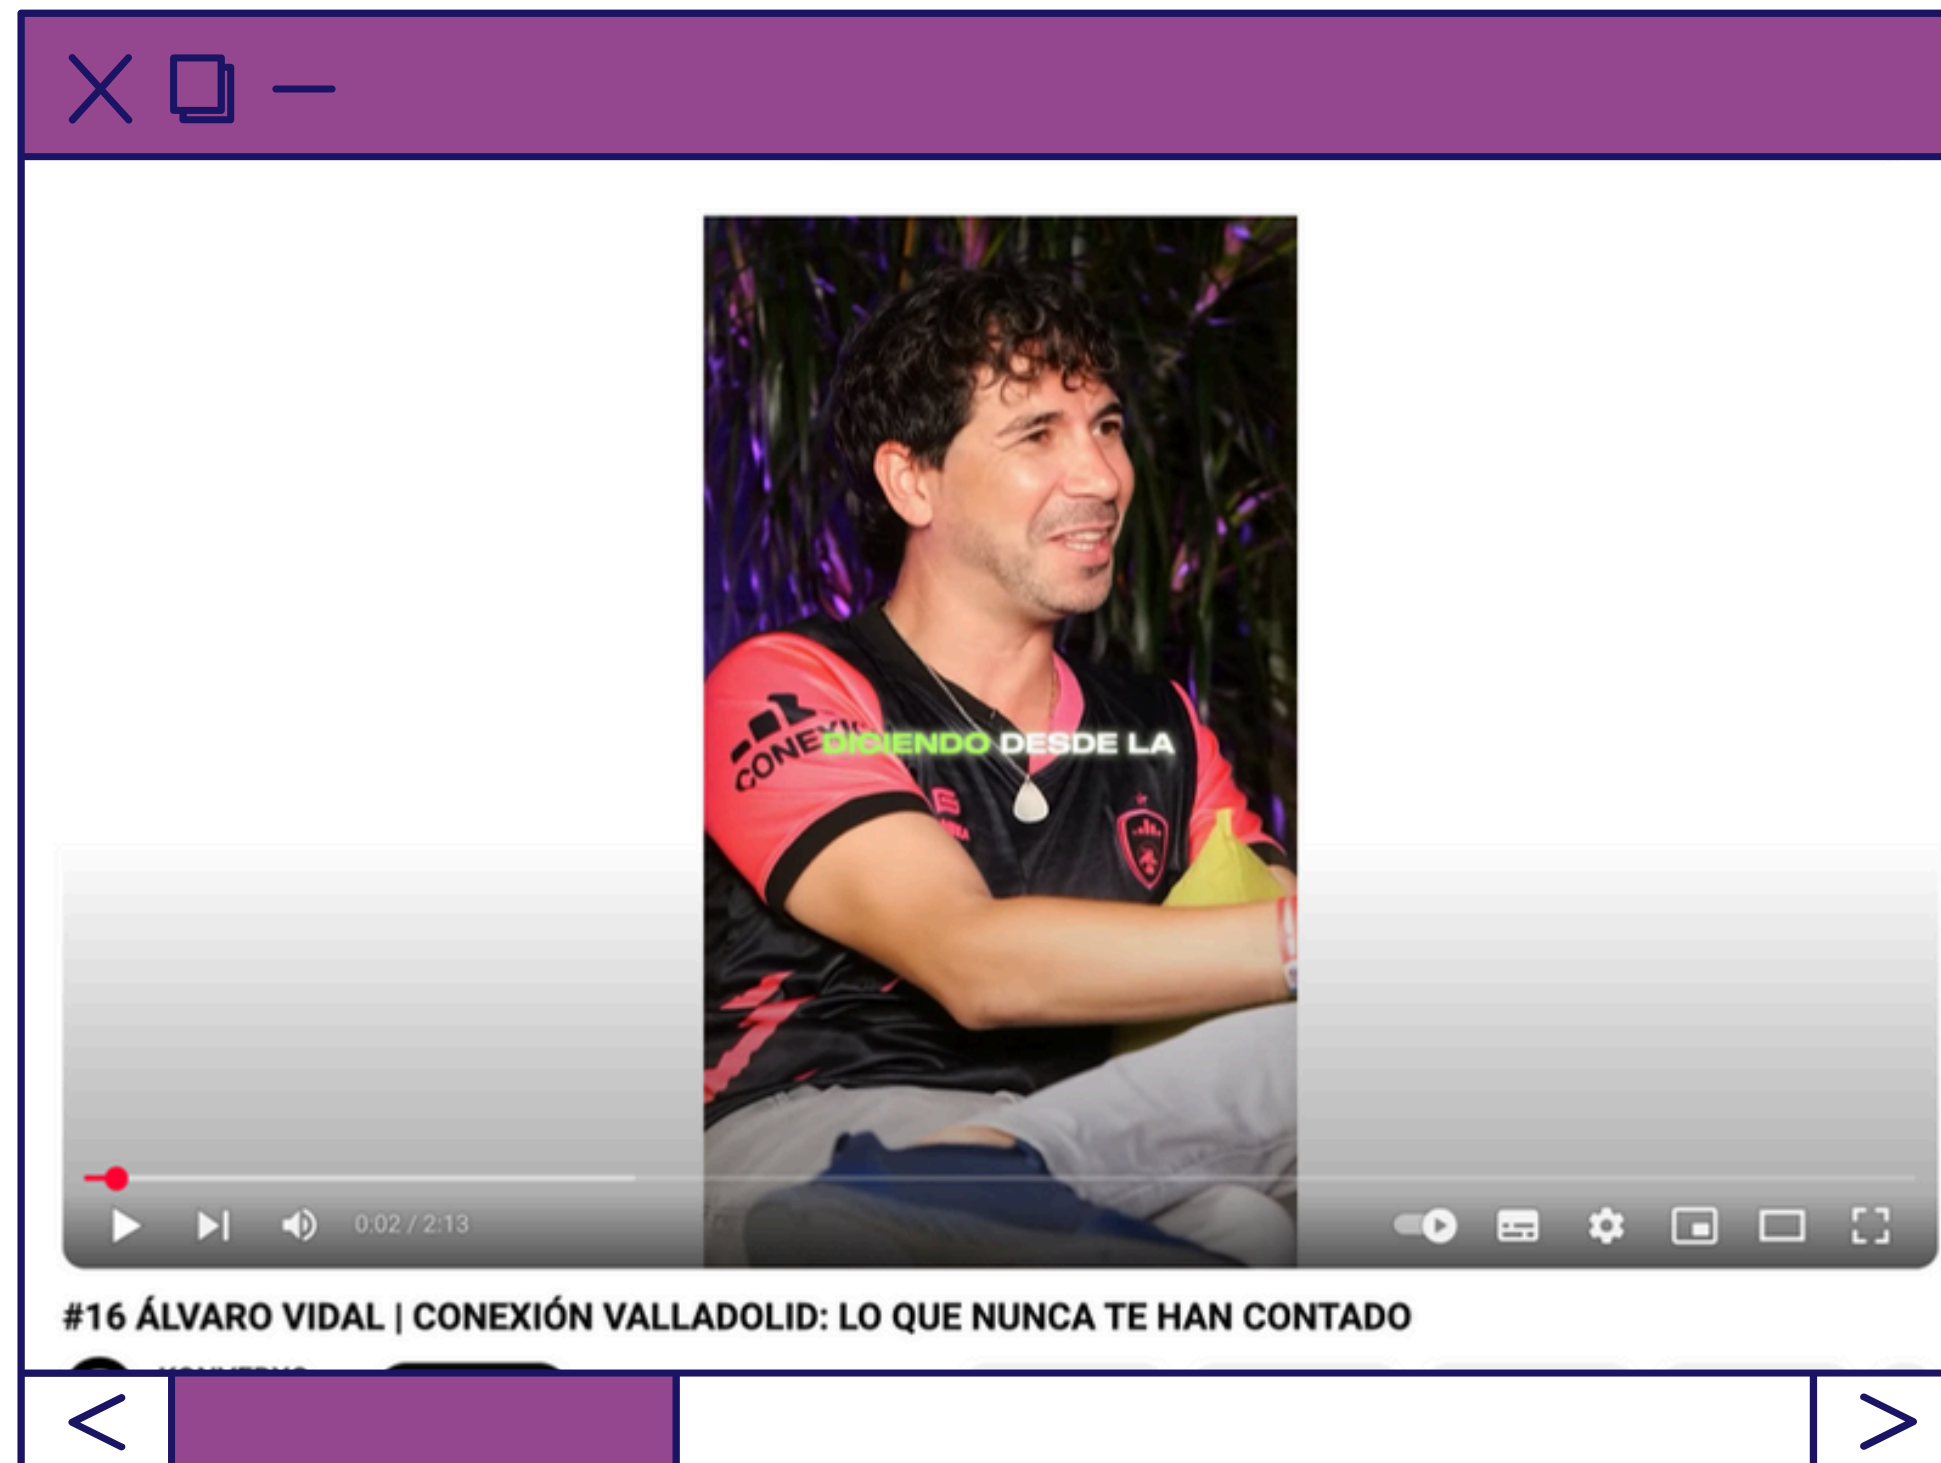 DICIENDO DESDE LA
0:02 / 2:13
#16 ÁLVARO VIDAL | CONEXIÓN VALLADOLID: LO QUE NUNCA TE HAN CONTADO